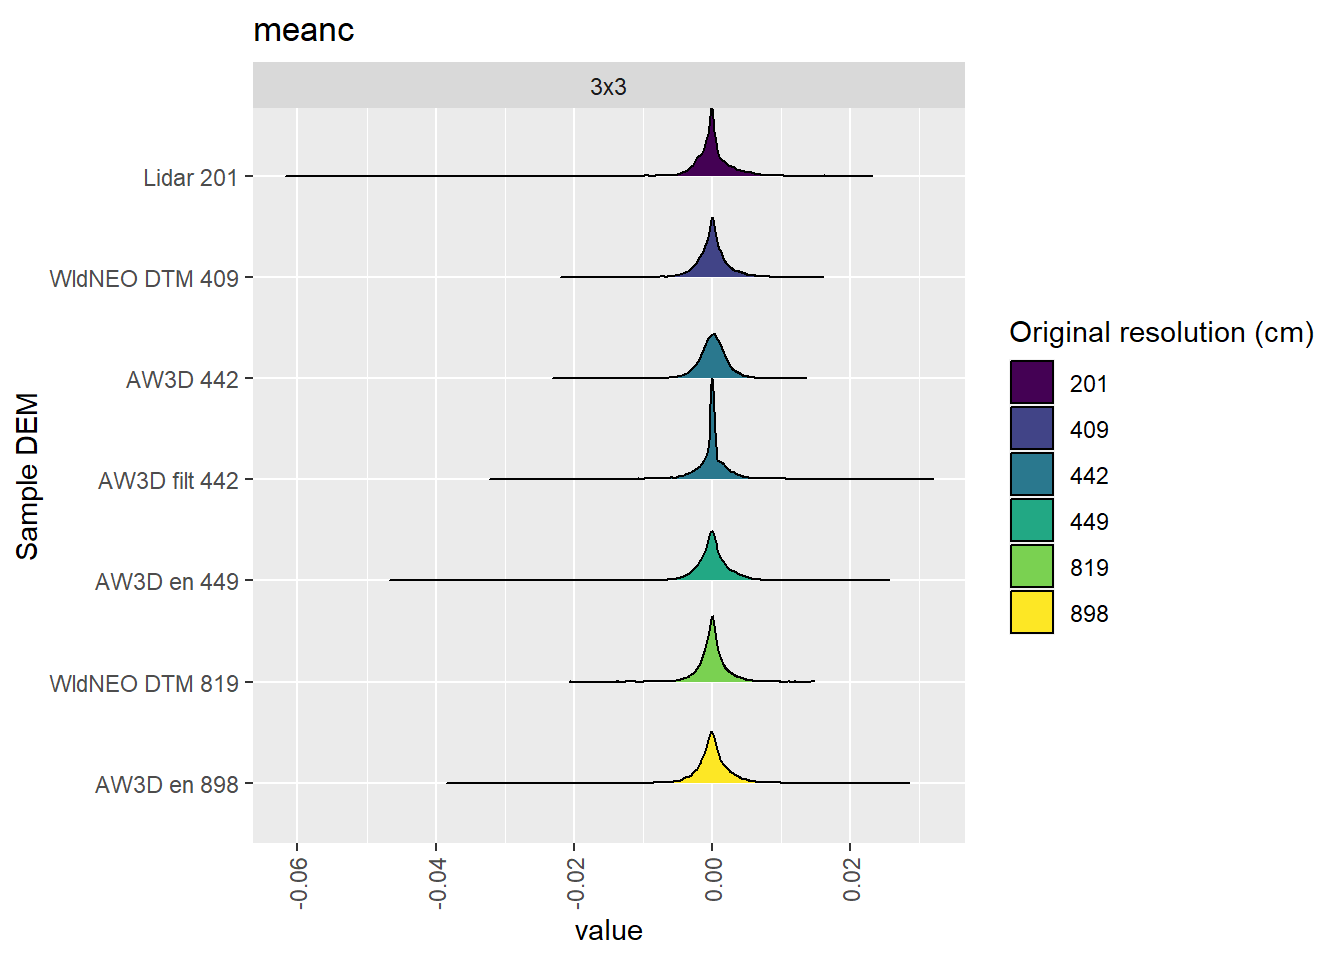 meanc
3x3
Lidar 201
WldNEO DTM 409
AW3D 442
AW3D filt 442
AW3D en 449
WldNEO DTM 819
AW3D en 898
Sample DEM
-0.06
-0.04
-0.02
0.00
0.02
value
Original resolution (cm)
201
409
442
449
819
898